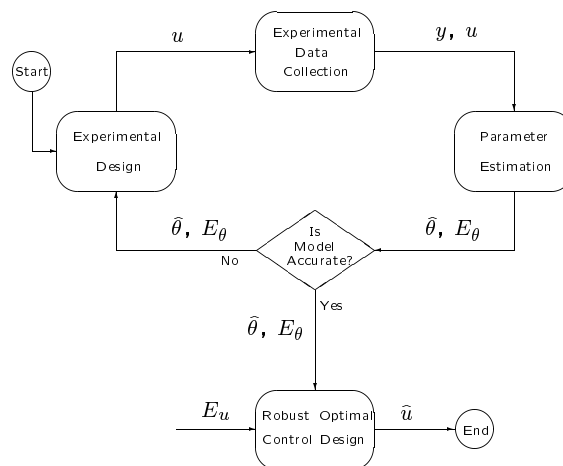 Start
u
Experimental
Data
Collection
y, u
Experimental
Design
Parameter
Estimation
θ̂, E_θ
No
Is
Model
Accurate?
θ̂, E_θ
Yes
θ̂, E_θ
E_u
Robust Optimal
Control Design
û
End